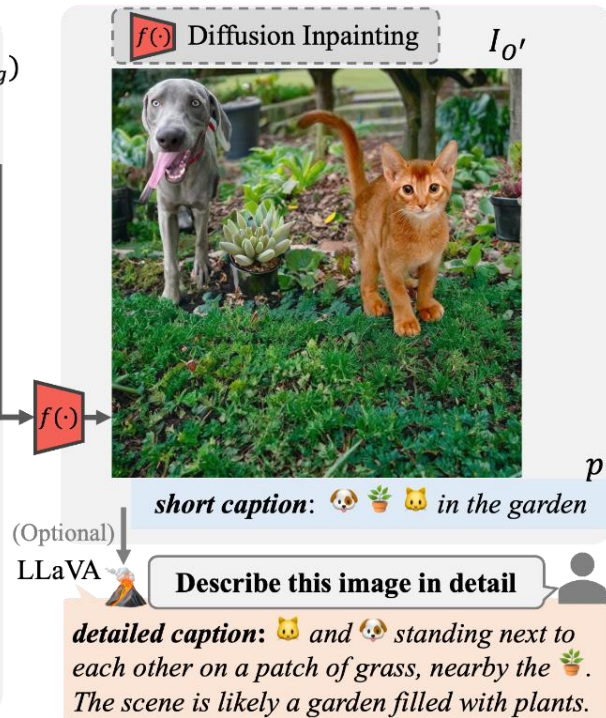 g)
f(·) Diffusion Inpainting
I_O'
f(·)
p
short caption: 🐶 🪴 🐱 in the garden
(Optional)
LLaVA 🌋
Describe this image in detail
detailed caption: 🐱 and 🐶 standing next to
each other on a patch of grass, nearby the 🪴.
The scene is likely a garden filled with plants.